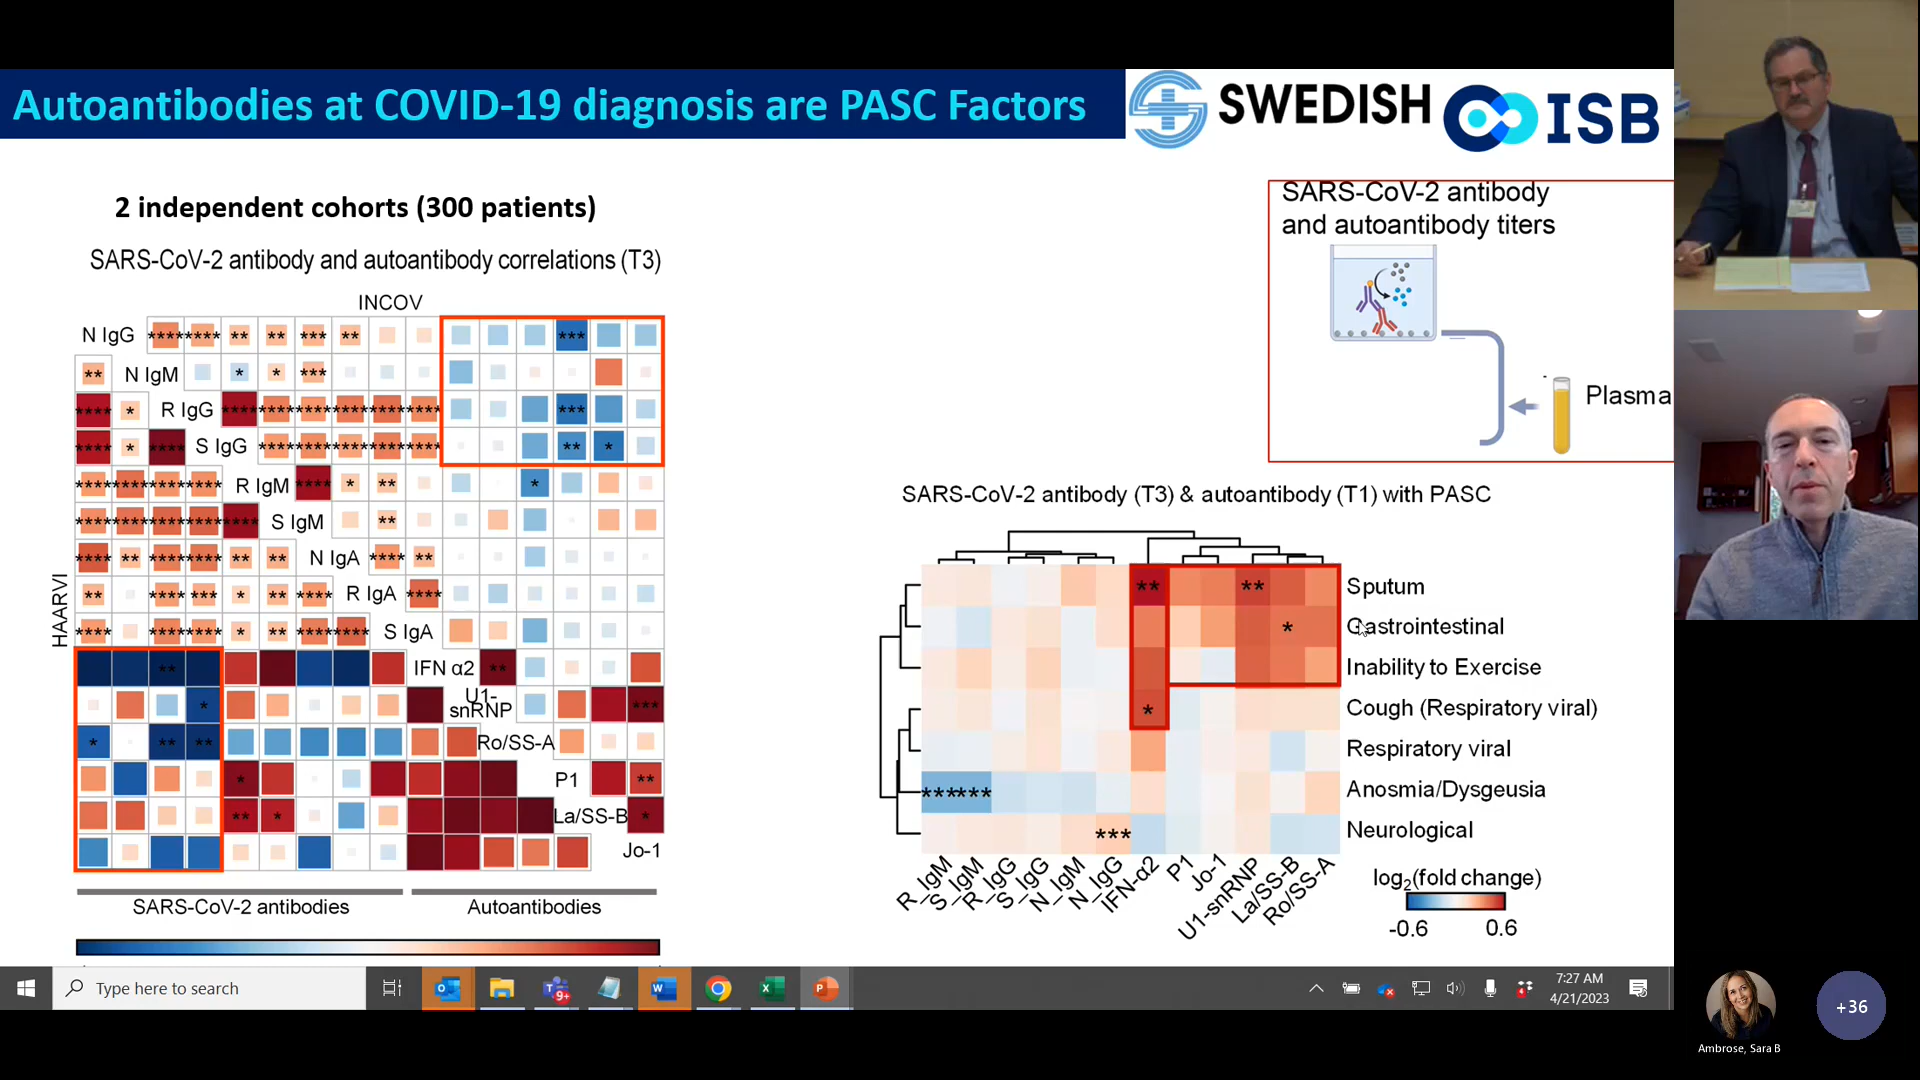 Autoantibodies at COVID-19 diagnosis are PASC Factors
SWEDISH
ISB
2 independent cohorts (300 patients)
SARS-CoV-2 antibody and autoantibody correlations (T3)
INCOV
HAARVI
N IgG
**** **** ** ** *** **
*** 
** N IgM
* * ***
**** * R IgG
**** **** **** **** **** ****
***
**** * **** S IgG
**** **** **** **** ****
** *
**** **** **** **** R IgM
**** * **
*
**** **** **** **** **** S IgM
**
**** ** **** **** ** ** N IgA
**** **
** **** *** * ** **** R IgA
****
**** **** **** * ** **** **** S IgA
** IFN α2 **
* U1-
snRNP ***
* ** ** Ro/SS-A
* P1 **
** * La/SS-B *
Jo-1
SARS-CoV-2 antibodies
Autoantibodies
SARS-CoV-2 antibody
and autoantibody titers
Plasma
SARS-CoV-2 antibody (T3) & autoantibody (T1) with PASC
** ** Sputum
* Gastrointestinal
Inability to Exercise
* Cough (Respiratory viral)
Respiratory viral
*** *** Anosmia/Dysgeusia
*** Neurological
R_IgM
S_IgM
R_IgG
S_IgG
N_IgM
N_IgG
IFN-α2
P1
Jo-1
U1-snRNP
La/SS-B
Ro/SS-A
log2(fold change)
-0.6 0.6
Type here to search
9+
7:27 AM
4/21/2023
Ambrose, Sara B
+36